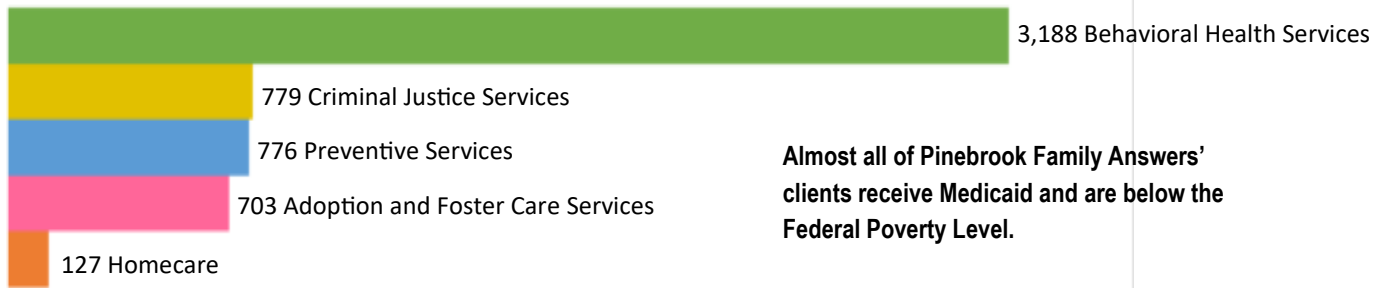 3,188 Behavioral Health Services
779 Criminal Justice Services
776 Preventive Services
703 Adoption and Foster Care Services
127 Homecare
Almost all of Pinebrook Family Answers’
clients receive Medicaid and are below the
Federal Poverty Level.